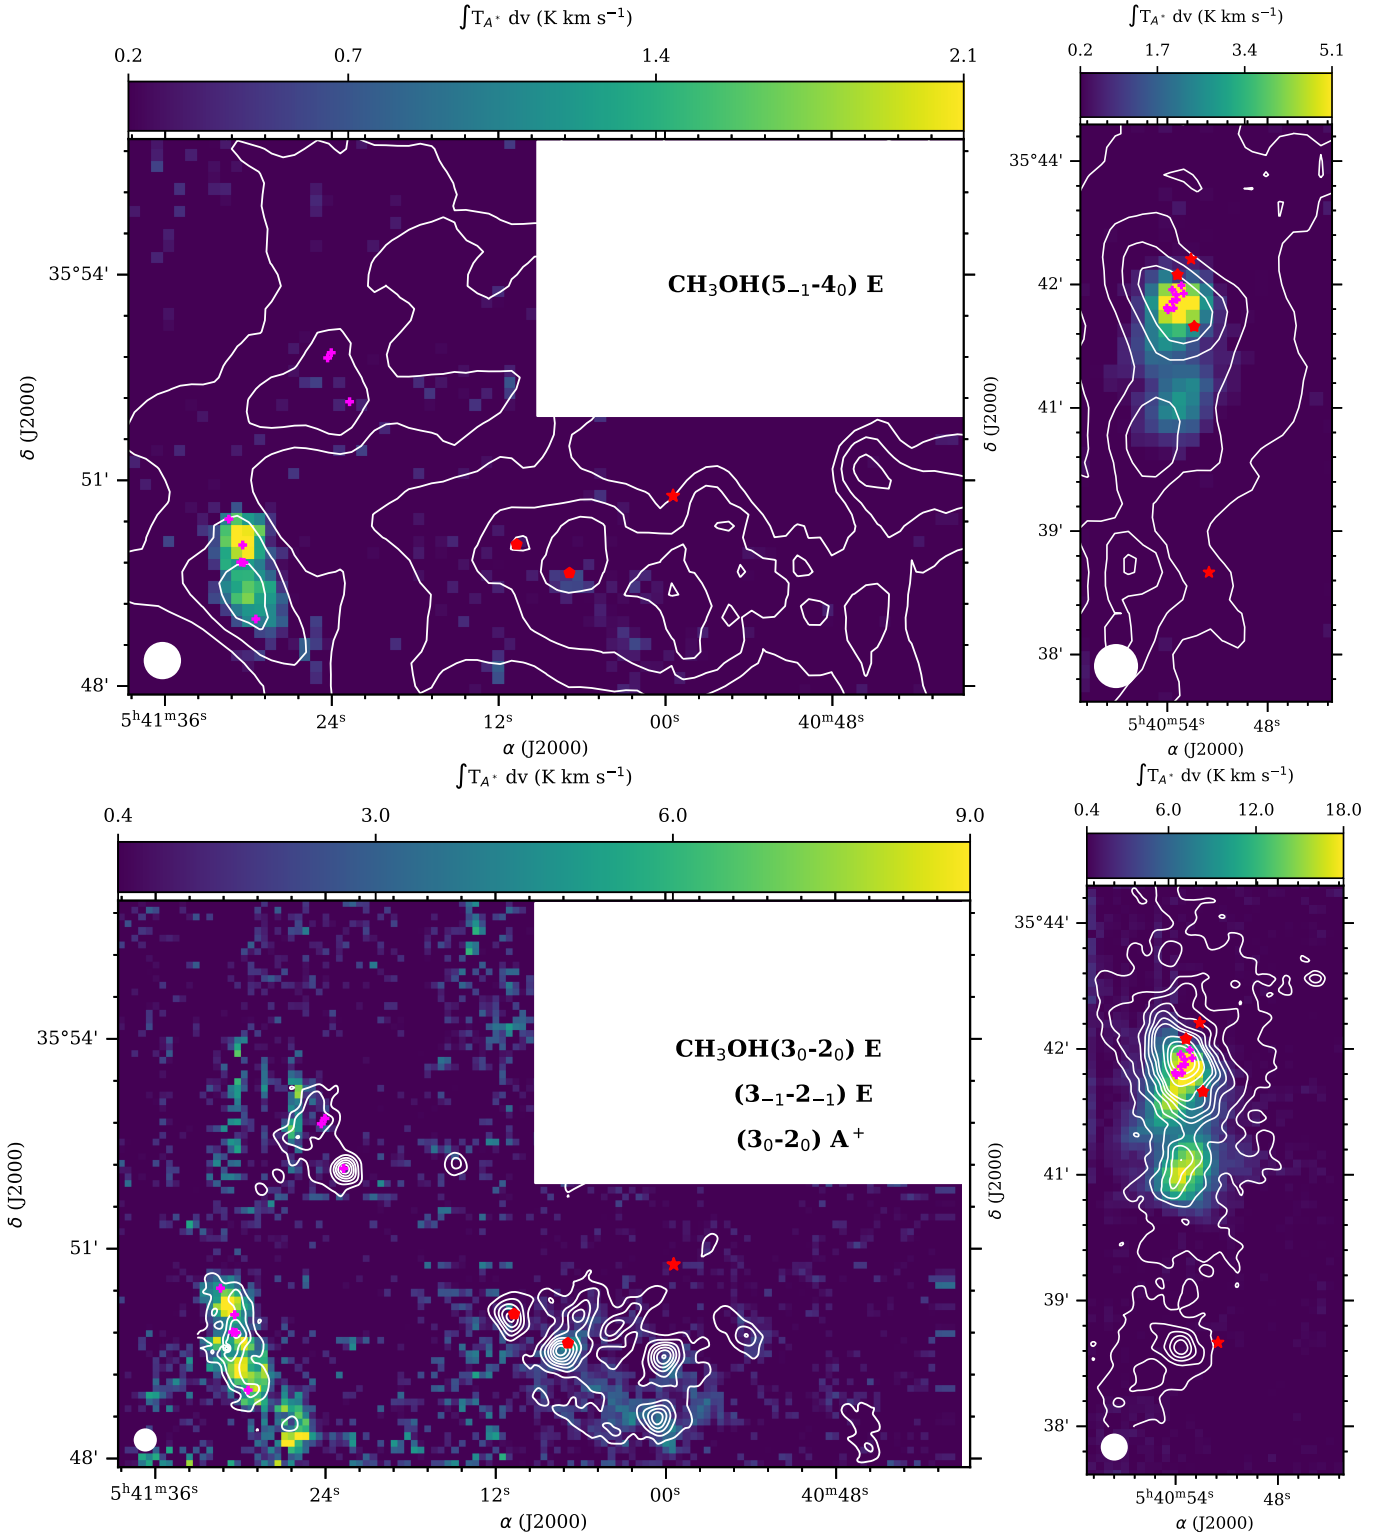 ∫T_A* dv (K km s⁻¹)
0.2 0.7 1.4 2.1
CH₃OH(5₋₁-4₀) E
35°54'
51'
48'
δ (J2000)
5ʰ41ᵐ36ˢ 24ˢ 12ˢ 00ˢ 40ᵐ48ˢ
α (J2000)
∫T_A* dv (K km s⁻¹)
0.2 1.7 3.4 5.1
35°44'
42'
41'
39'
38'
δ (J2000)
5ʰ40ᵐ54ˢ 48ˢ
α (J2000)
∫T_A* dv (K km s⁻¹)
0.4 3.0 6.0 9.0
CH₃OH(3₀-2₀) E
(3₋₁-2₋₁) E
(3₀-2₀) A⁺
35°54'
51'
48'
δ (J2000)
5ʰ41ᵐ36ˢ 24ˢ 12ˢ 00ˢ 40ᵐ48ˢ
α (J2000)
∫T_A* dv (K km s⁻¹)
0.4 6.0 12.0 18.0
35°44'
42'
41'
39'
38'
δ (J2000)
5ʰ40ᵐ54ˢ 48ˢ
α (J2000)